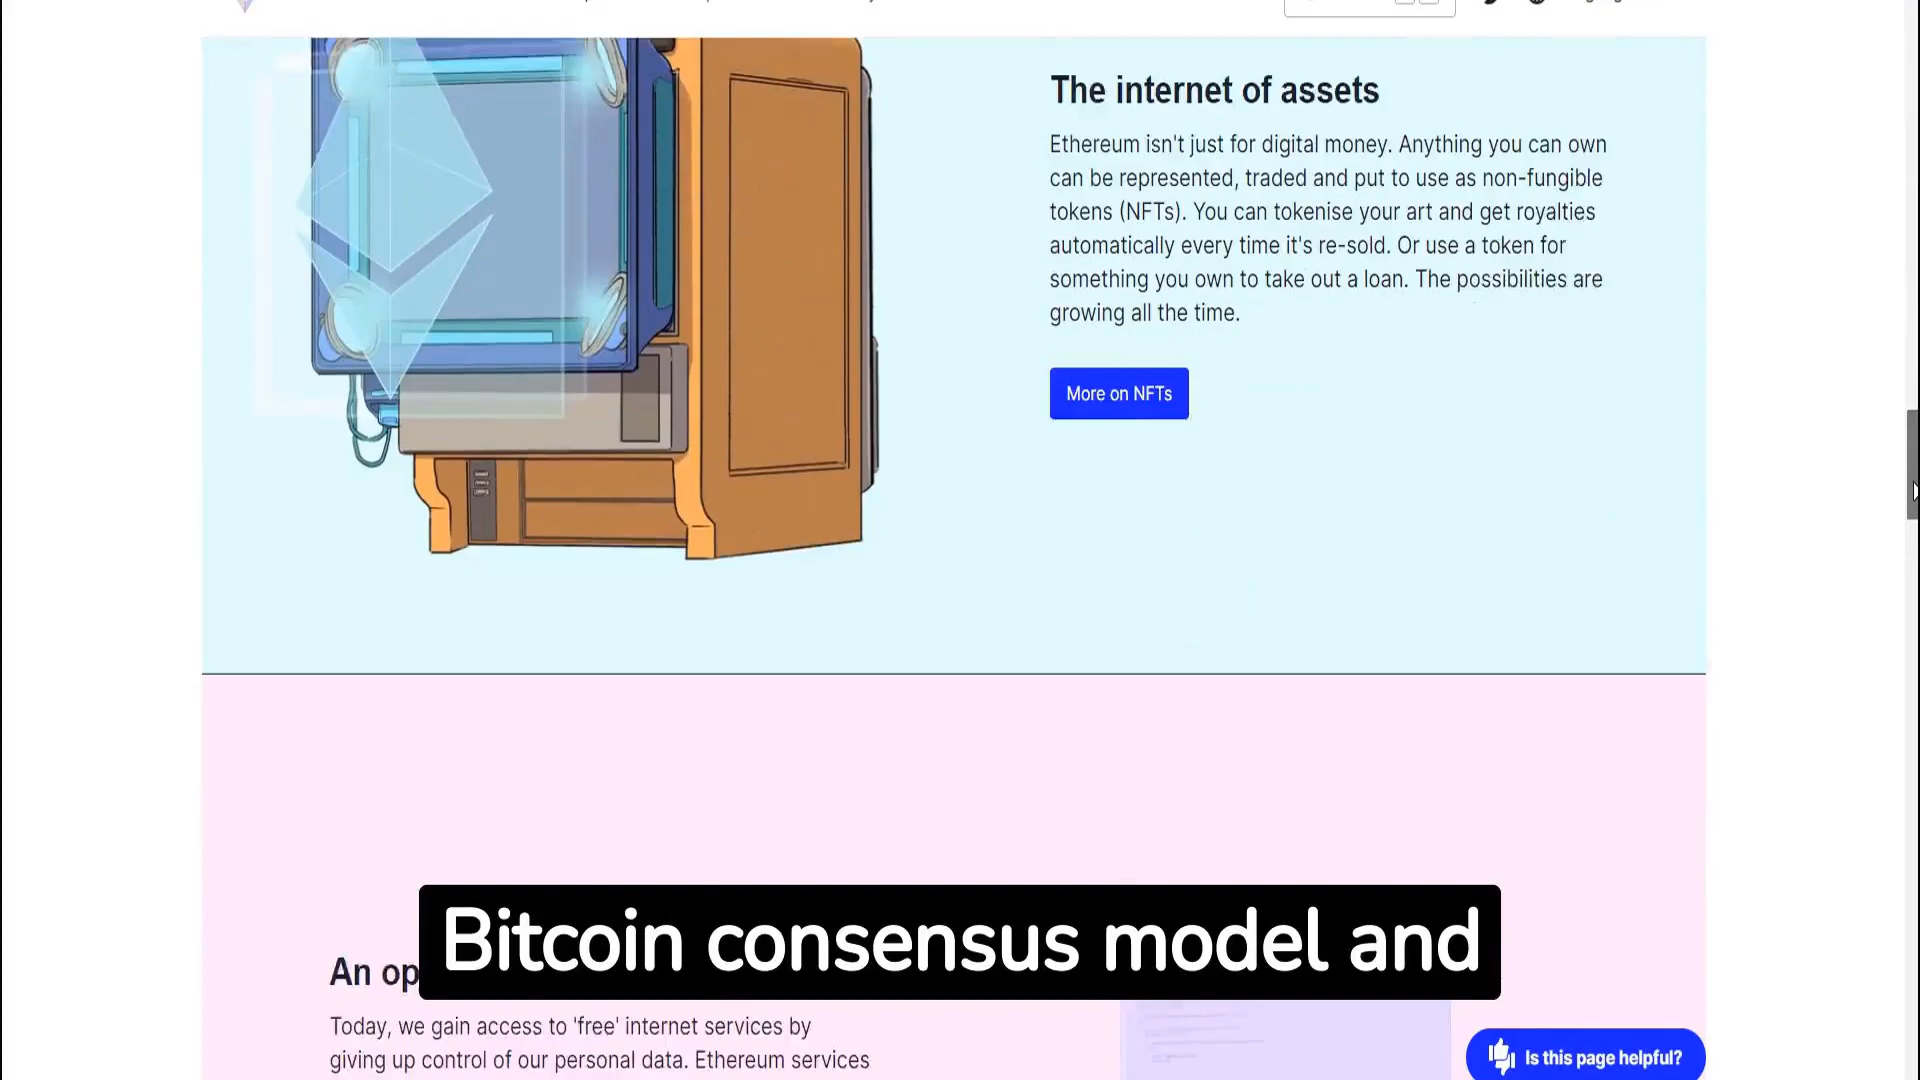 The internet of assets
Ethereum isn't just for digital money. Anything you can own
can be represented, traded and put to use as non-fungible
tokens (NFTs). You can tokenise your art and get royalties
automatically every time it's re-sold. Or use a token for
something you own to take out a loan. The possibilities are
growing all the time.
More on NFTs
Bitcoin consensus model and
An op
Today, we gain access to 'free' internet services by
giving up control of our personal data. Ethereum services
Is this page helpful?